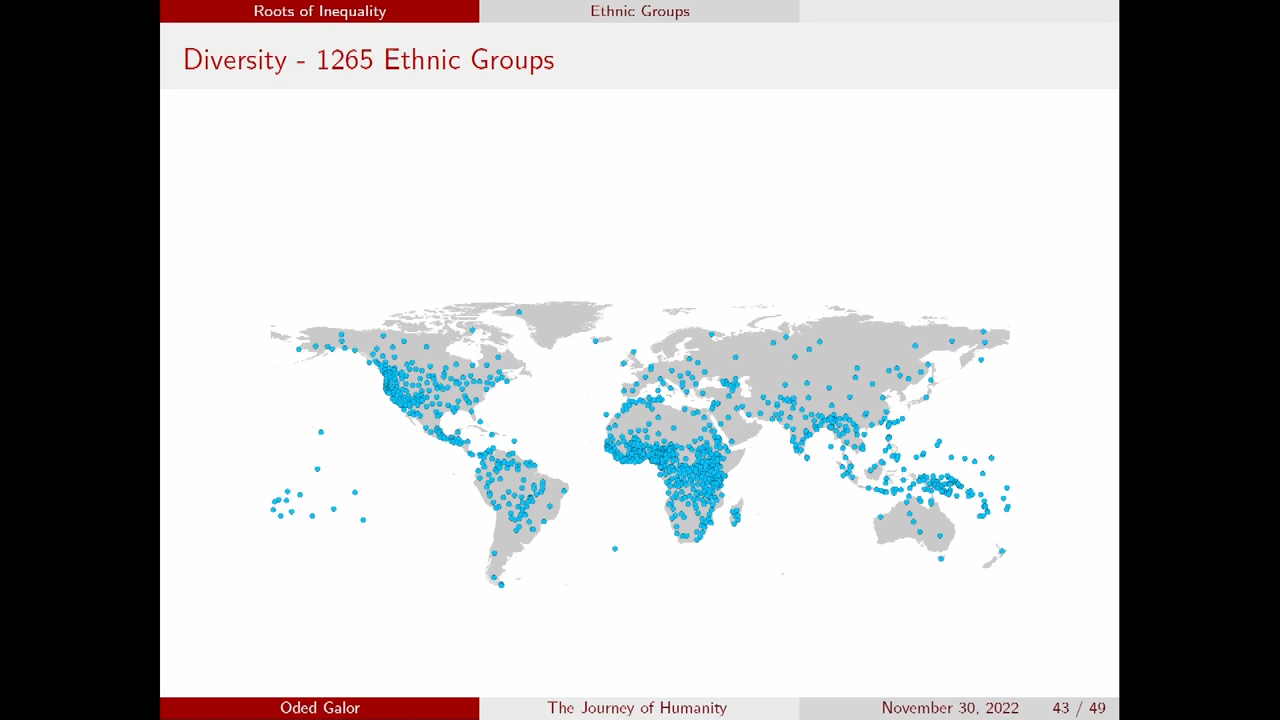 Roots of Inequality
Ethnic Groups
Diversity - 1265 Ethnic Groups
Oded Galor
The Journey of Humanity
November 30, 2022
43 / 49